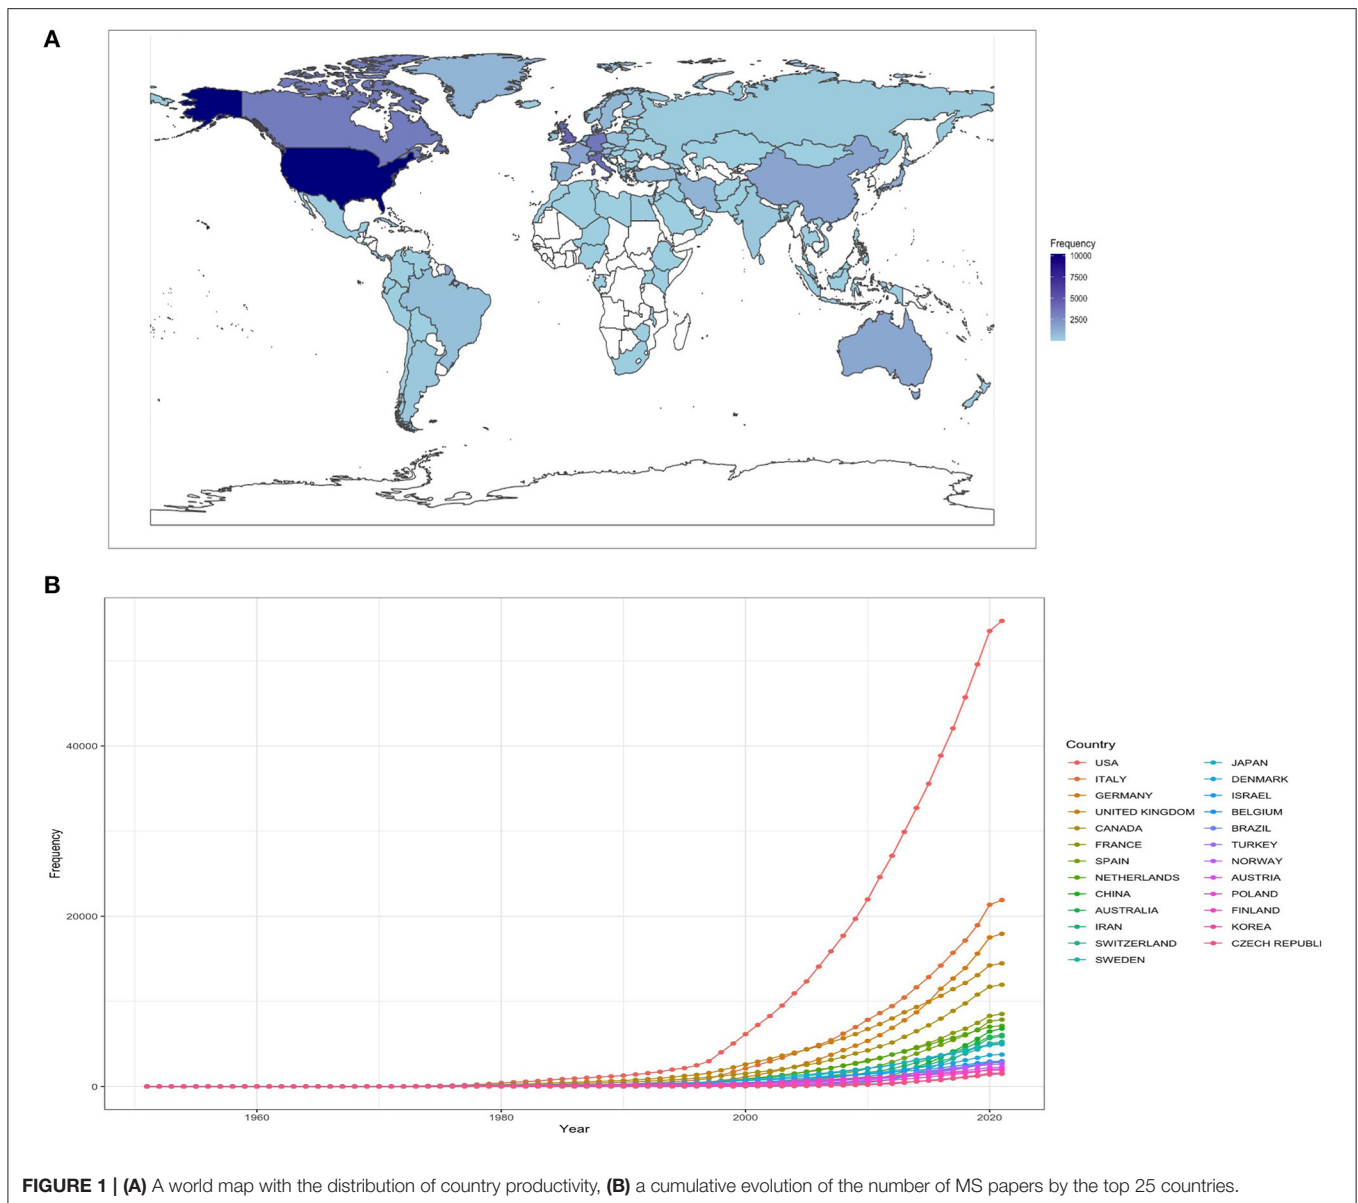 A
Frequency
10000
7500
5000
2500
B
40000
20000
0
Frequency
1960 1980 2000 2020
Year
Country
USA JAPAN
ITALY DENMARK
GERMANY ISRAEL
UNITED KINGDOM BELGIUM
CANADA BRAZIL
FRANCE TURKEY
SPAIN NORWAY
NETHERLANDS AUSTRIA
CHINA POLAND
AUSTRALIA FINLAND
IRAN KOREA
SWITZERLAND CZECH REPUBLI
SWEDEN
FIGURE 1 | (A) A world map with the distribution of country productivity, (B) a cumulative evolution of the number of MS papers by the top 25 countries.